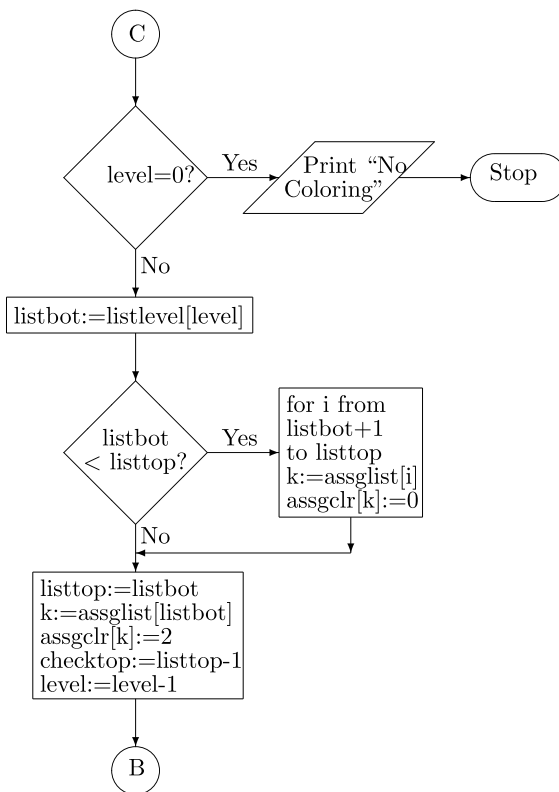 C
level=0?
Yes
Print “No
Coloring”
Stop
No
listbot:=listlevel[level]
listbot
< listtop?
Yes
for i from
listbot+1
to listtop
k:=assglist[i]
assgclr[k]:=0
No
listtop:=listbot
k:=assglist[listbot]
assgclr[k]:=2
checktop:=listtop-1
level:=level-1
B